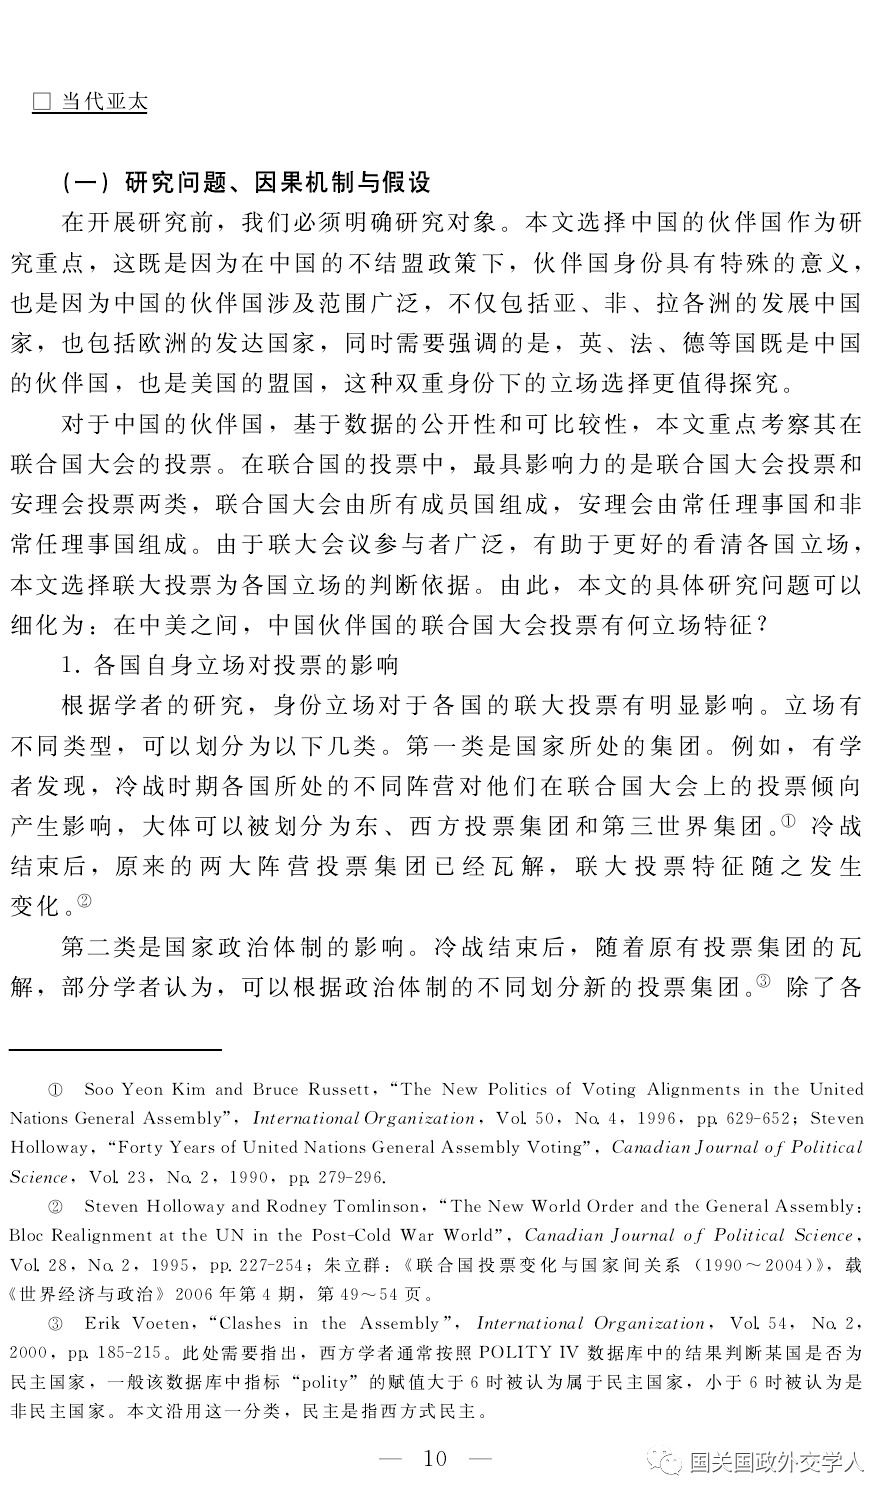 □ 当代亚太
(一) 研究问题、因果机制与假设
在开展研究前，我们必须明确研究对象。本文选择中国的伙伴国作为研
究重点，这既是因为在中国的不结盟政策下，伙伴国身份具有特殊的意义，
也是因为中国的伙伴国涉及范围广泛，不仅包括亚、非、拉各洲的发展中国
家，也包括欧洲的发达国家，同时需要强调的是，英、法、德等国既是中国
的伙伴国，也是美国的盟国，这种双重身份下的立场选择更值得探究。
对于中国的伙伴国，基于数据的公开性和可比较性，本文重点考察其在
联合国大会的投票。在联合国的投票中，最具影响力的是联合国大会投票和
安理会投票两类，联合国大会由所有成员国组成，安理会由常任理事国和非
常任理事国组成。由于联大会议参与者广泛，有助于更好的看清各国立场，
本文选择联大投票为各国立场的判断依据。由此，本文的具体研究问题可以
细化为：在中美之间，中国伙伴国的联合国大会投票有何立场特征？
1. 各国自身立场对投票的影响
根据学者的研究，身份立场对于各国的联大投票有明显影响。立场有
不同类型，可以划分为以下几类。第一类是国家所处的集团。例如，有学
者发现，冷战时期各国所处的不同阵营对他们在联合国大会上的投票倾向
产生影响，大体可以被划分为东、西方投票集团和第三世界集团。① 冷战
结束后，原来的两大阵营投票集团已经瓦解，联大投票特征随之发生
变化。②
第二类是国家政治体制的影响。冷战结束后，随着原有投票集团的瓦
解，部分学者认为，可以根据政治体制的不同划分新的投票集团。③ 除了各
① Soo Yeon Kim and Bruce Russett，“The New Politics of Voting Alignments in the United
Nations General Assembly”，International Organization，Vol. 50，No. 4，1996，pp. 629-652；Steven
Holloway，“Forty Years of United Nations General Assembly Voting”，Canadian Journal of Political
Science，Vol. 23，No. 2，1990，pp. 279-296.
② Steven Holloway and Rodney Tomlinson，“The New World Order and the General Assembly：
Bloc Realignment at the UN in the Post-Cold War World”，Canadian Journal of Political Science，
Vol. 28，No. 2，1995，pp. 227-254；朱立群：《联合国投票变化与国家间关系（1990～2004）》，载
《世界经济与政治》2006 年第 4 期，第 49～54 页。
③ Erik Voeten，“Clashes in the Assembly”，International Organization，Vol. 54，No. 2，
2000，pp. 185-215。此处需要指出，西方学者通常按照 POLITY IV 数据库中的结果判断某国是否为
民主国家，一般该数据库中指标“polity”的赋值大于 6 时被认为属于民主国家，小于 6 时被认为是
非民主国家。本文沿用这一分类，民主是指西方式民主。
— 10 —
国关国政外交学人